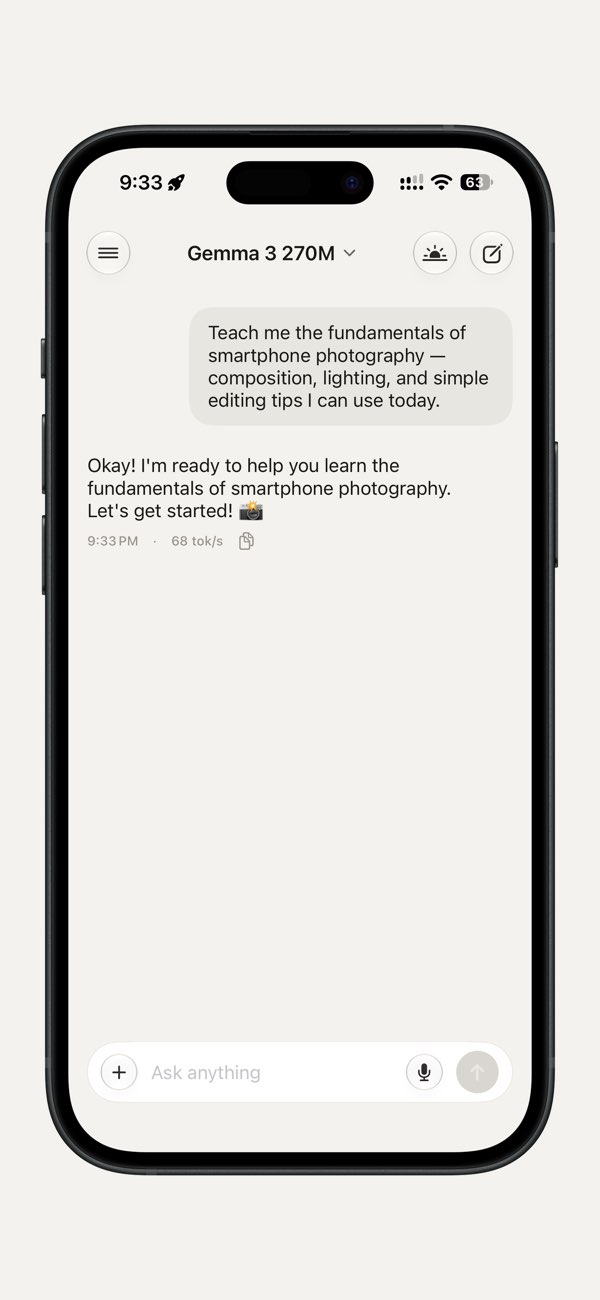 9:33
63
Gemma 3 270M
Teach me the fundamentals of
smartphone photography —
composition, lighting, and simple
editing tips I can use today.
Okay! I'm ready to help you learn the
fundamentals of smartphone photography.
Let's get started! 📸
9:33 PM · 68 tok/s
Ask anything